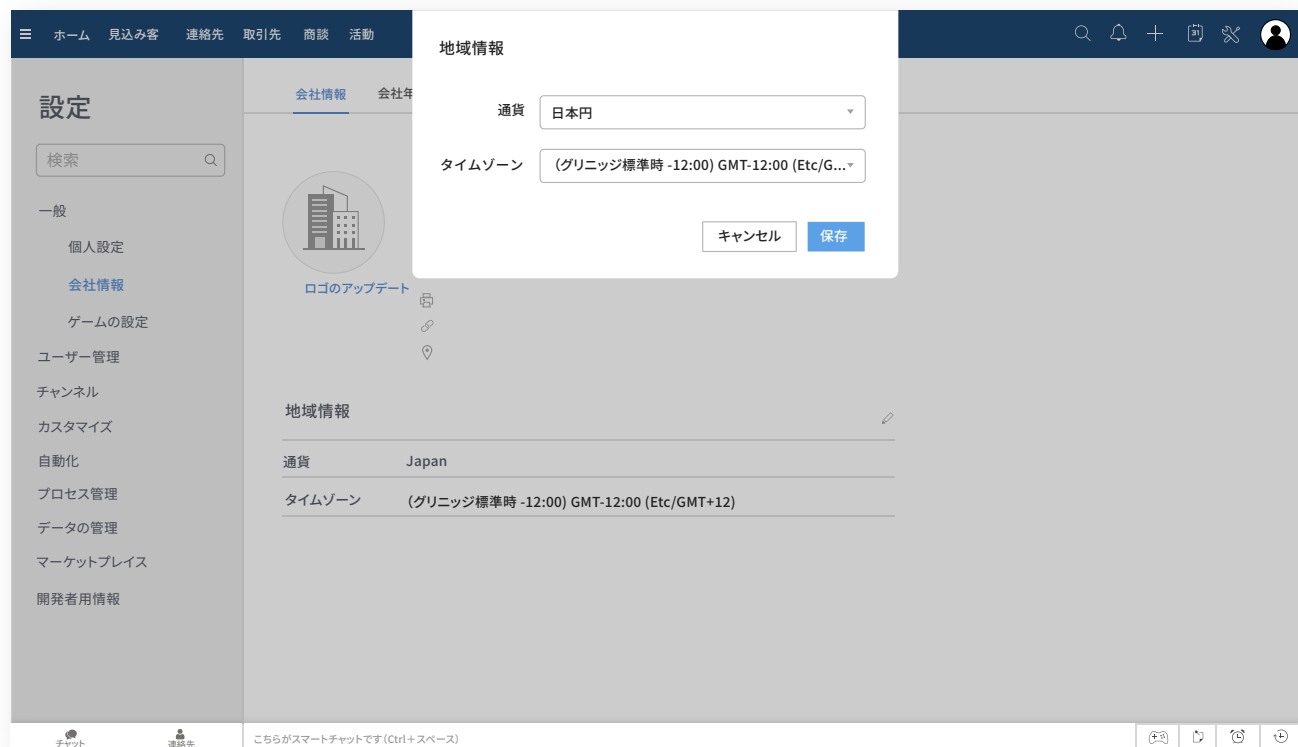 ホーム 見込み客 連絡先 取引先 商談 活動
31
地域情報
通貨 日本円
タイムゾーン (グリニッジ標準時 -12:00) GMT-12:00 (Etc/G...
キャンセル 保存
設定
検索
一般
個人設定
会社情報
ゲームの設定
ユーザー管理
チャンネル
カスタマイズ
自動化
プロセス管理
データの管理
マーケットプレイス
開発者用情報
会社情報 会社年
ロゴのアップデート
地域情報
通貨 Japan
タイムゾーン (グリニッジ標準時 -12:00) GMT-12:00 (Etc/GMT+12)
チャット 連絡先 こちらがスマートチャットです(Ctrl+スペース)